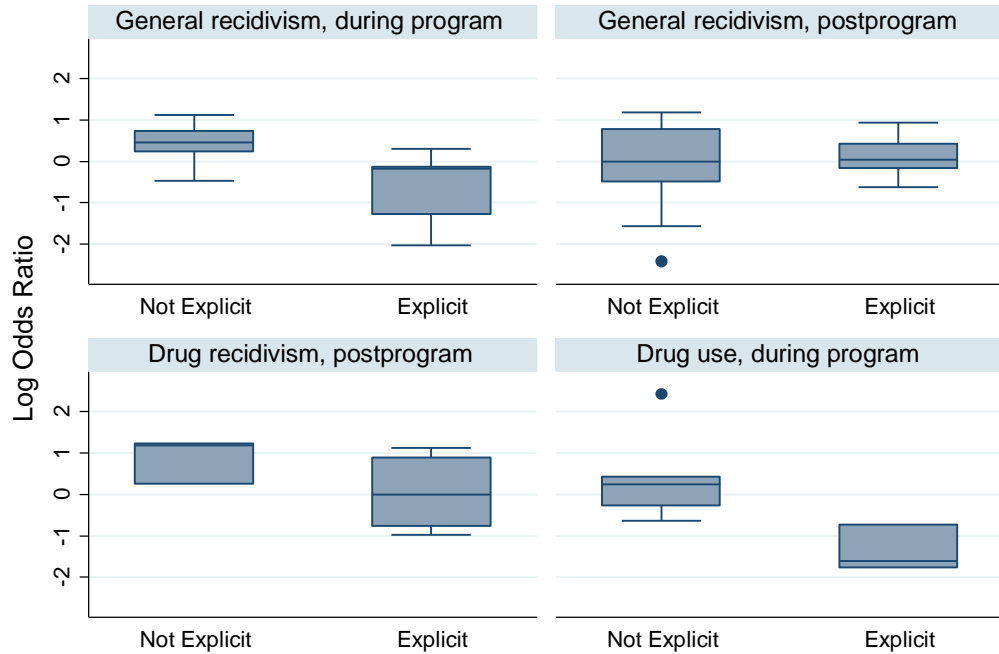 General recidivism, during program
General recidivism, postprogram
2
1
0
-1
-2
Not Explicit
Explicit
Not Explicit
Explicit
Log Odds Ratio
Drug recidivism, postprogram
Drug use, during program
2
1
0
-1
-2
Not Explicit
Explicit
Not Explicit
Explicit